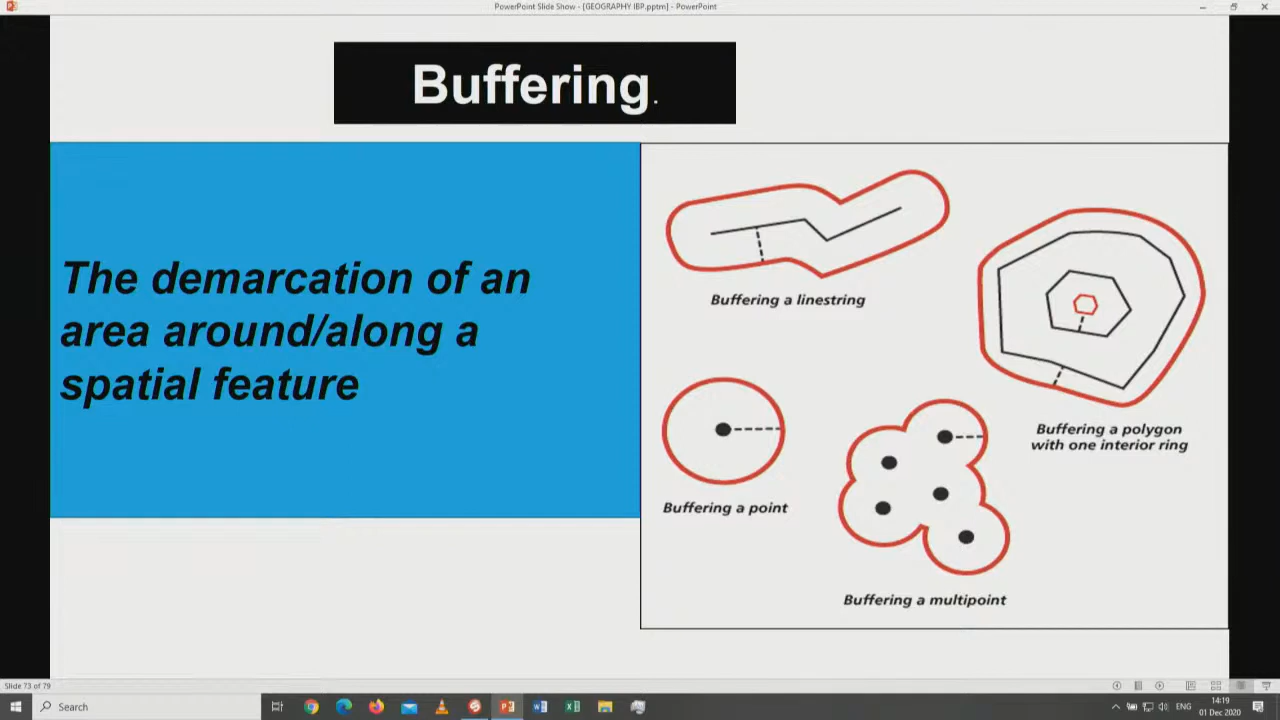 PowerPoint Slide Show - [GEOGRAPHY IBP.pptm] - PowerPoint
Buffering.
The demarcation of an
area around/along a
spatial feature
Buffering a linestring
Buffering a polygon
with one interior ring
Buffering a point
Buffering a multipoint
Slide 73 of 79
Search
ENG
14:19
01 Dec 2020